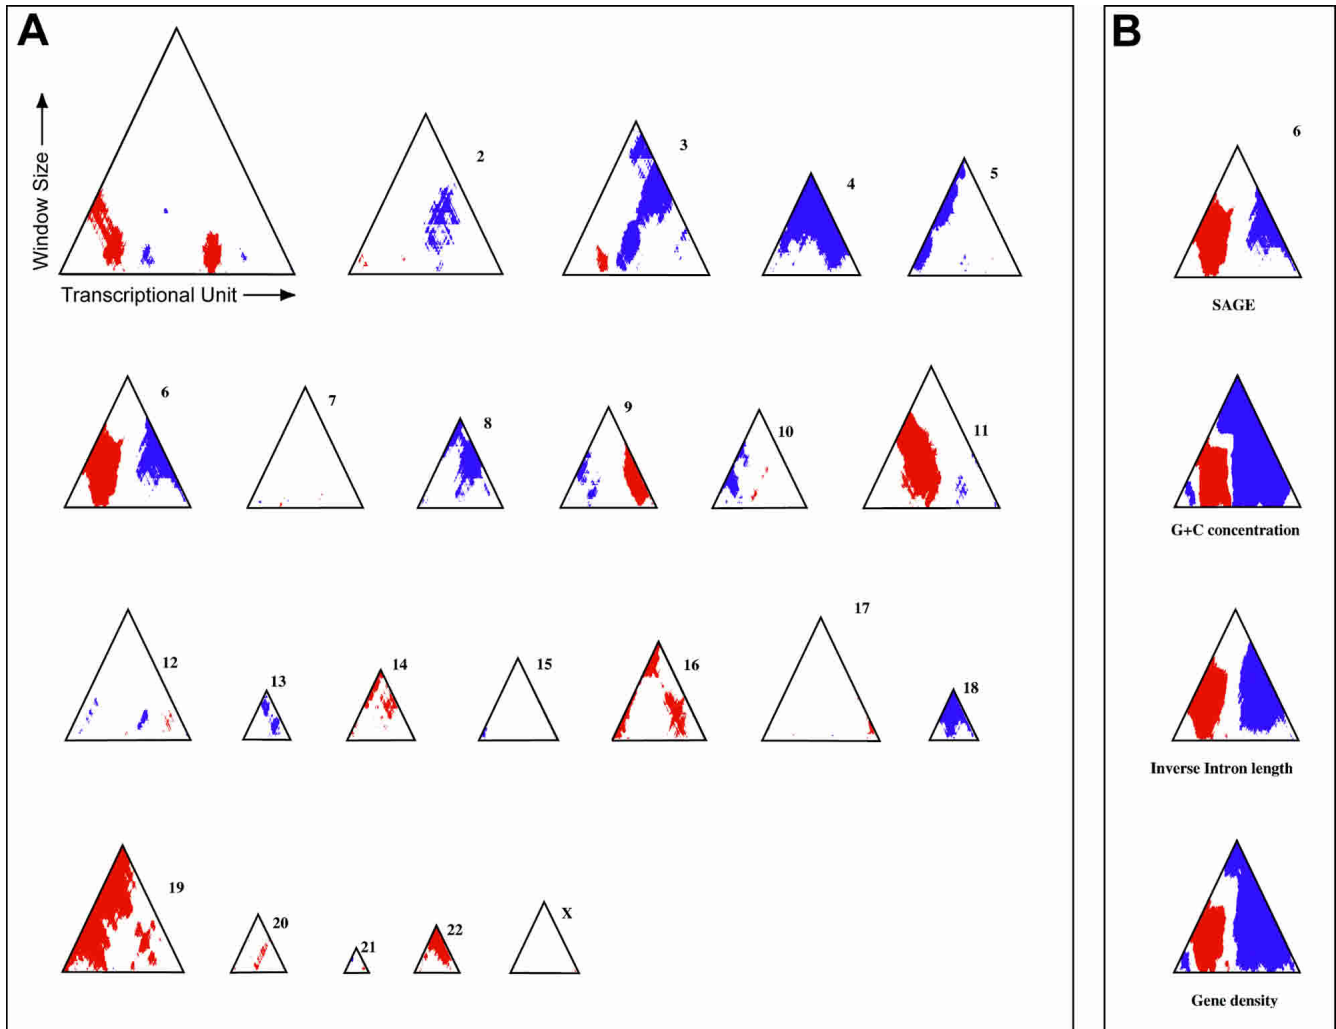 A
B
Window Size
Transcriptional Unit
2
3
4
5
6
SAGE
6
7
8
9
10
11
G+C concentration
12
13
14
15
16
17
18
Inverse Intron length
19
20
21
22
X
Gene density